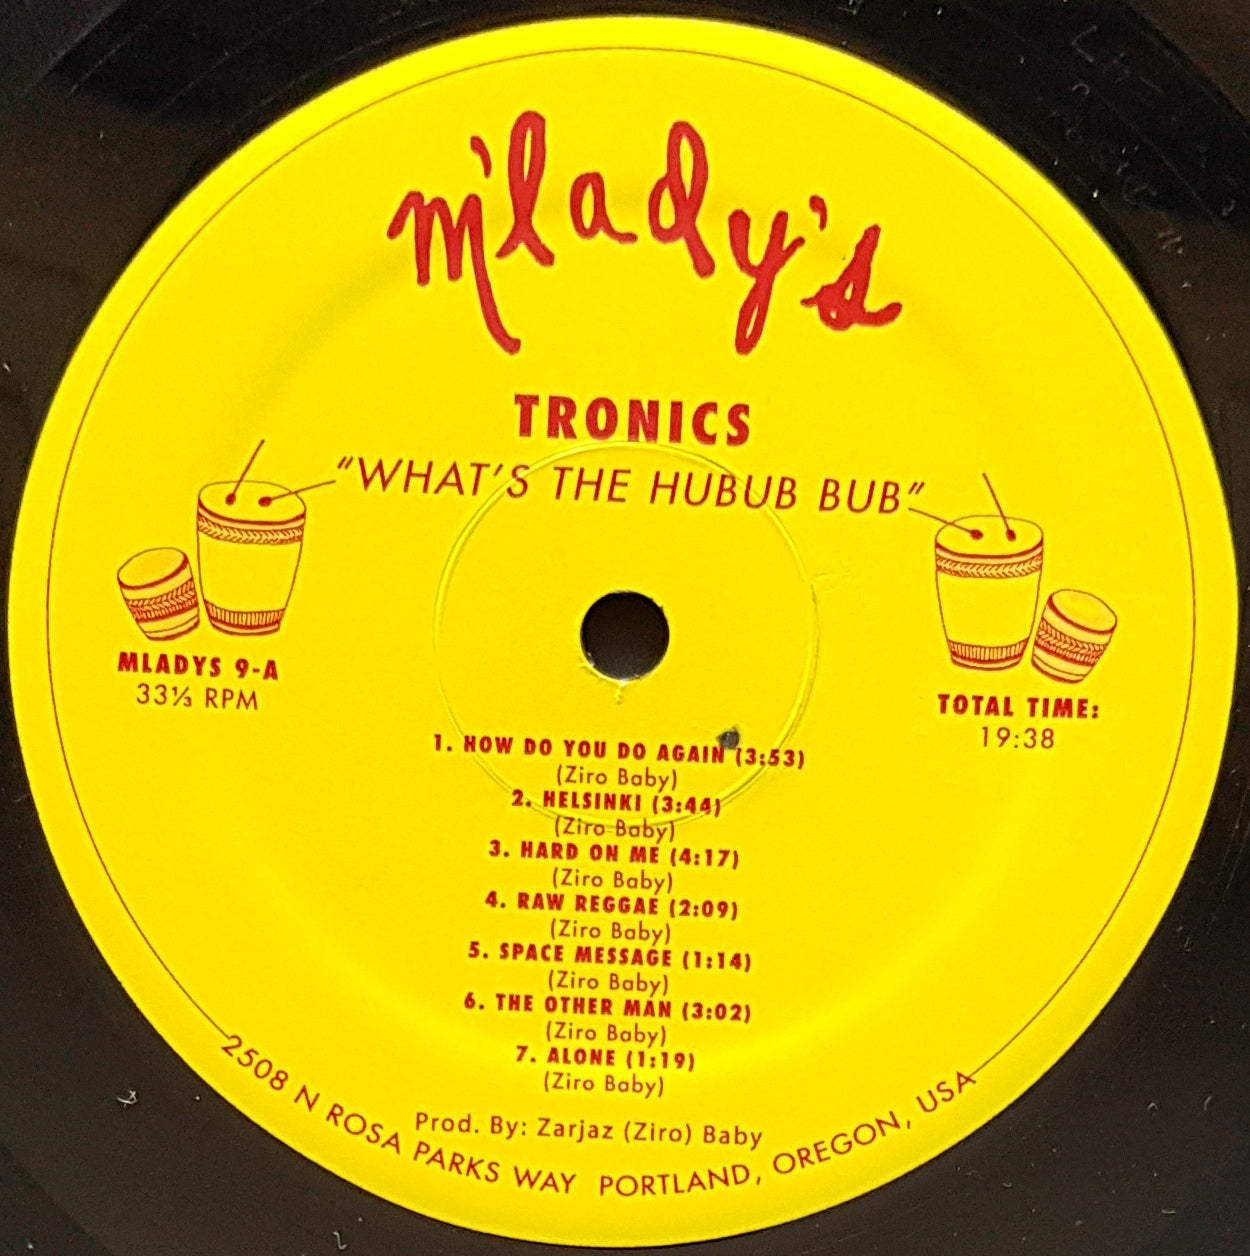 m'lady's
TRONICS
"WHAT'S THE HUBUB BUB"
MLADYS 9-A
33⅓ RPM
TOTAL TIME:
19:38
1. HOW DO YOU DO AGAIN (3:53)
(Ziro Baby)
2. HELSINKI (3:44)
(Ziro Baby)
3. HARD ON ME (4:17)
(Ziro Baby)
4. RAW REGGAE (2:09)
(Ziro Baby)
5. SPACE MESSAGE (1:14)
(Ziro Baby)
6. THE OTHER MAN (3:02)
(Ziro Baby)
7. ALONE (1:19)
(Ziro Baby)
Prod. By: Zarjaz (Ziro) Baby
2508 N ROSA PARKS WAY PORTLAND, OREGON, USA